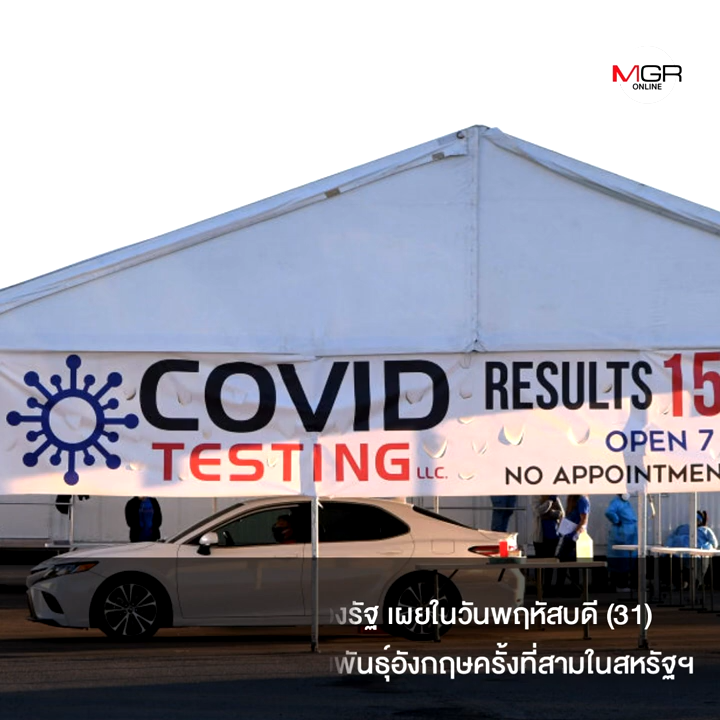 MGR
ONLINE
COVID
TESTING LLC.
RESULTS 15
OPEN 7
NO APPOINTMEN
รัฐ เผยในวันพฤหัสบดี (31)
พันธุ์อังกฤษครั้งที่สามในสหรัฐฯ